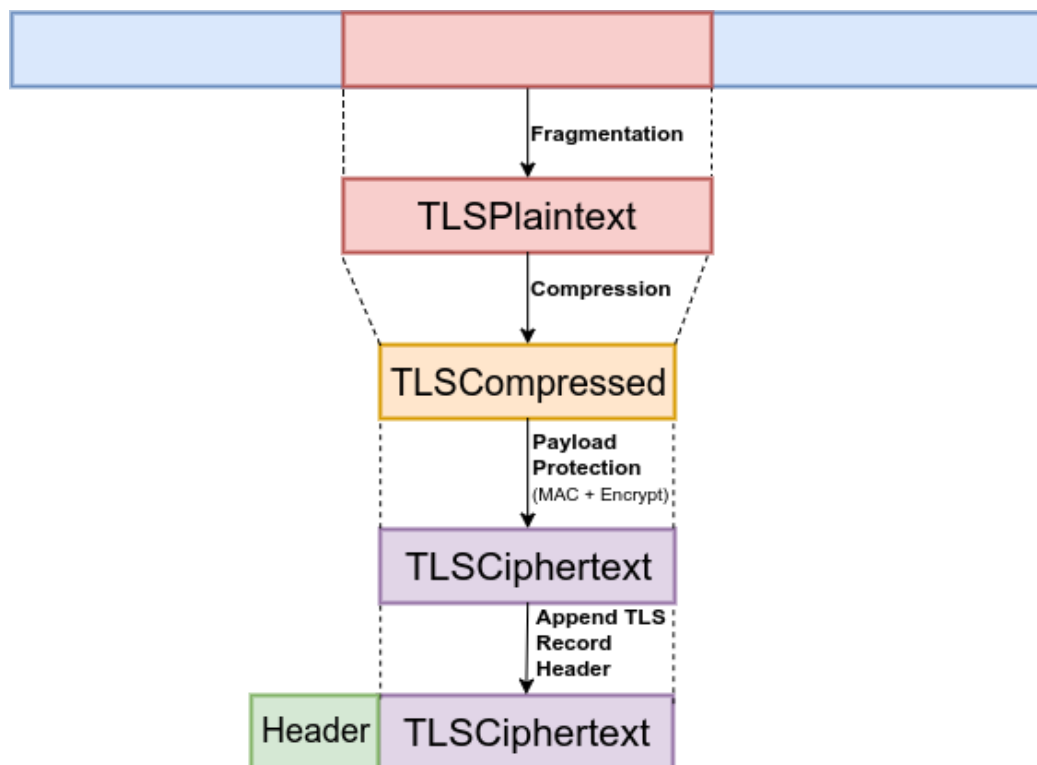 Fragmentation
TLSPlaintext
Compression
TLSCompressed
Payload
Protection
(MAC + Encrypt)
TLSCiphertext
Append TLS
Record
Header
Header
TLSCiphertext